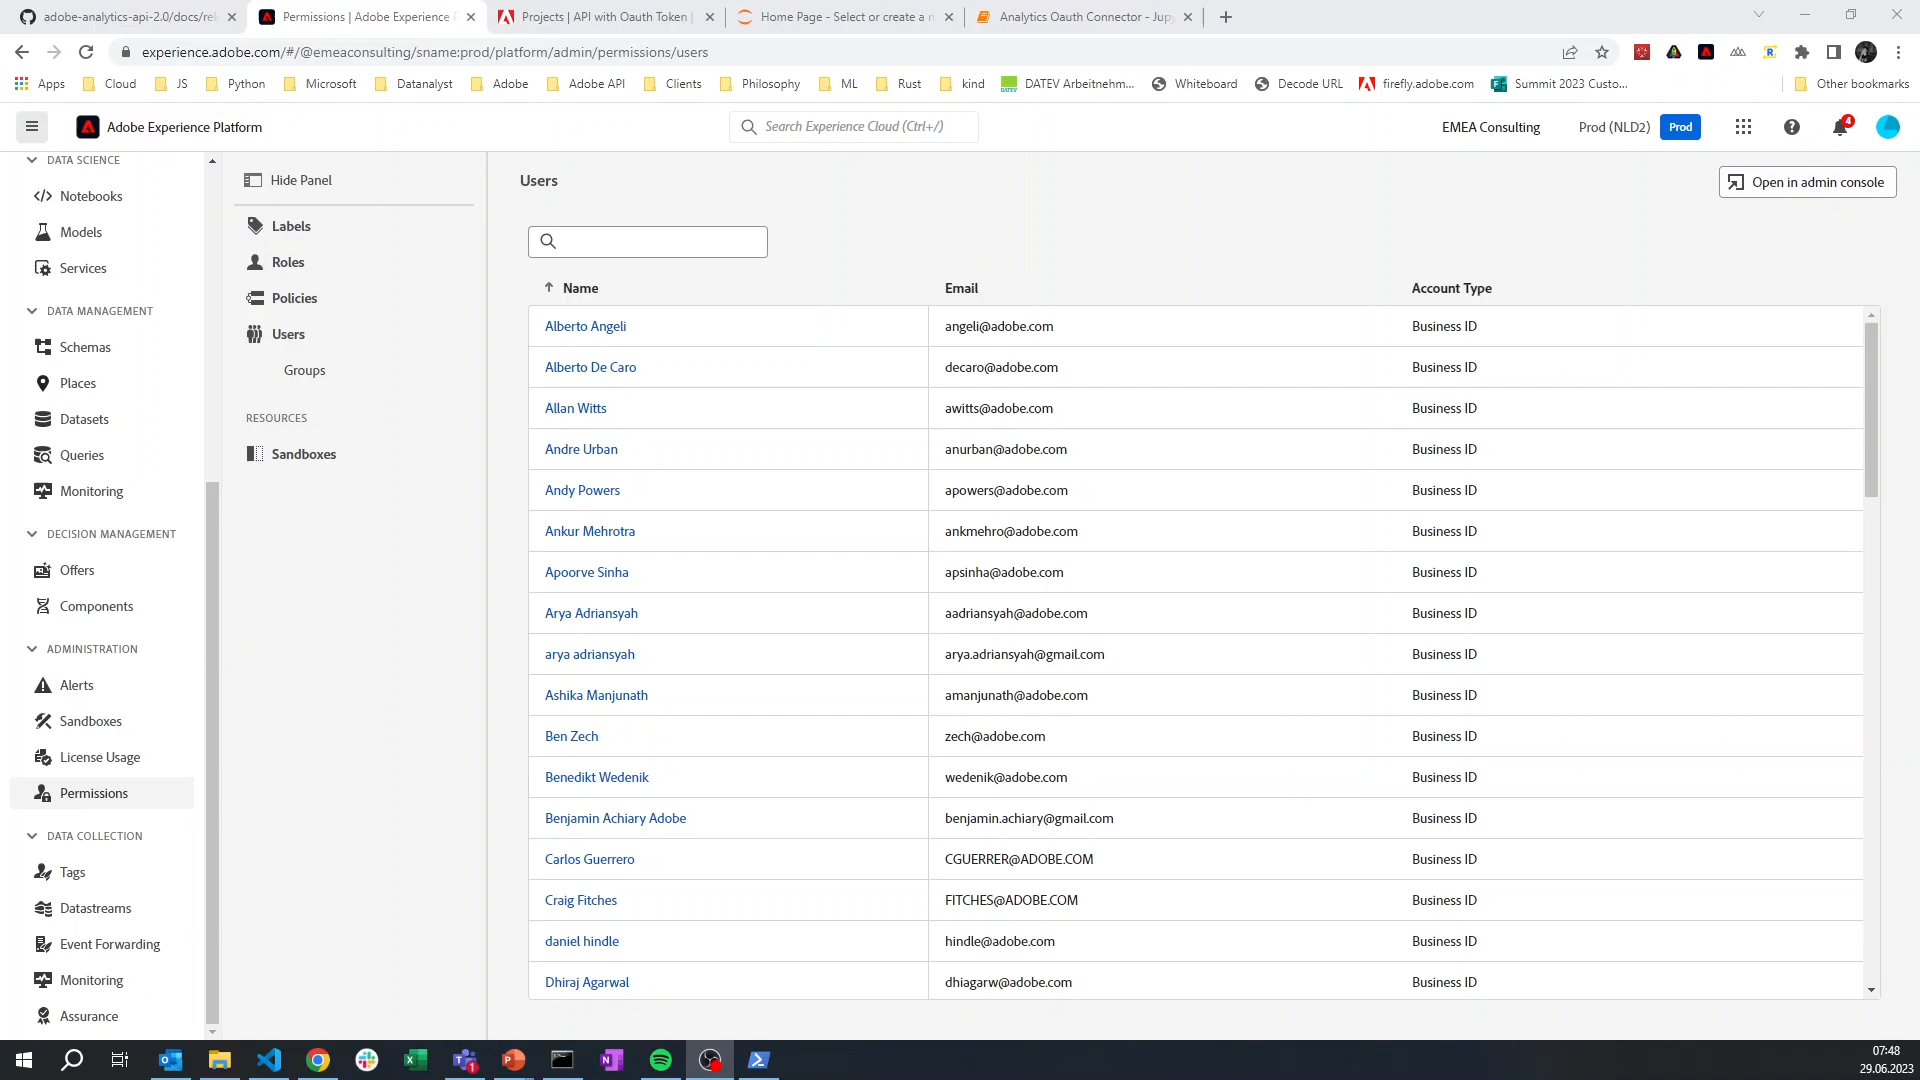 adobe-analytics-api-2.0/docs/rel
Permissions | Adobe Experience P
Projects | API with Oauth Token |
Home Page - Select or create a n
Analytics Oauth Connector - Jup
experience.adobe.com/#/@emeaconsulting/sname:prod/platform/admin/permissions/users
Apps
Cloud
JS
Python
Microsoft
Datanalyst
Adobe
Adobe API
Clients
Philosophy
ML
Rust
kind
DATEV Arbeitnehm...
Whiteboard
Decode URL
firefly.adobe.com
Summit 2023 Custo...
Other bookmarks
Adobe Experience Platform
Search Experience Cloud (Ctrl+/)
EMEA Consulting
Prod (NLD2)
Prod
4
DATA SCIENCE
Notebooks
Models
Services
DATA MANAGEMENT
Schemas
Places
Datasets
Queries
Monitoring
DECISION MANAGEMENT
Offers
Components
ADMINISTRATION
Alerts
Sandboxes
License Usage
Permissions
DATA COLLECTION
Tags
Datastreams
Event Forwarding
Monitoring
Assurance
Hide Panel
Labels
Roles
Policies
Users
Groups
RESOURCES
Sandboxes
Users
Open in admin console
Name Email Account Type
Alberto Angeli angeli@adobe.com Business ID
Alberto De Caro decaro@adobe.com Business ID
Allan Witts awitts@adobe.com Business ID
Andre Urban anurban@adobe.com Business ID
Andy Powers apowers@adobe.com Business ID
Ankur Mehrotra ankmehro@adobe.com Business ID
Apoorve Sinha apsinha@adobe.com Business ID
Arya Adriansyah aadriansyah@adobe.com Business ID
arya adriansyah arya.adriansyah@gmail.com Business ID
Ashika Manjunath amanjunath@adobe.com Business ID
Ben Zech zech@adobe.com Business ID
Benedikt Wedenik wedenik@adobe.com Business ID
Benjamin Achiary Adobe benjamin.achiary@gmail.com Business ID
Carlos Guerrero CGUERRER@ADOBE.COM Business ID
Craig Fitches FITCHES@ADOBE.COM Business ID
daniel hindle hindle@adobe.com Business ID
Dhiraj Agarwal dhiagarw@adobe.com Business ID
07:48
29.06.2023